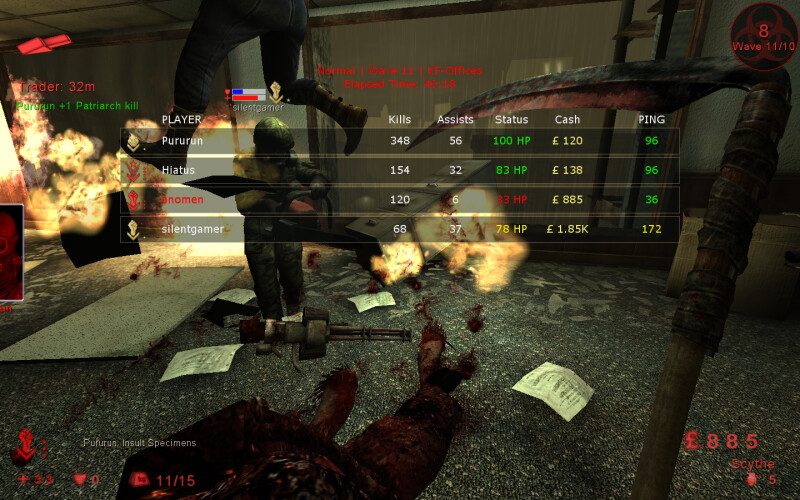 8
Wave 11/10
Normal | Wave 11 | KF-Offices
Elapsed Time: 43:18
Trader: 32m
Pururun +1 Patriarch kill
silentgamer
PLAYER Kills Assists Status Cash PING
Pururun 348 56 100 HP £ 120 96
Hiatus 154 32 83 HP £ 138 96
enomen 120 6 33 HP £ 885 36
silentgamer 68 37 78 HP £ 1.85K 172
Pururun: Insult Specimens
£885
Scythe
33 0 11/15
5